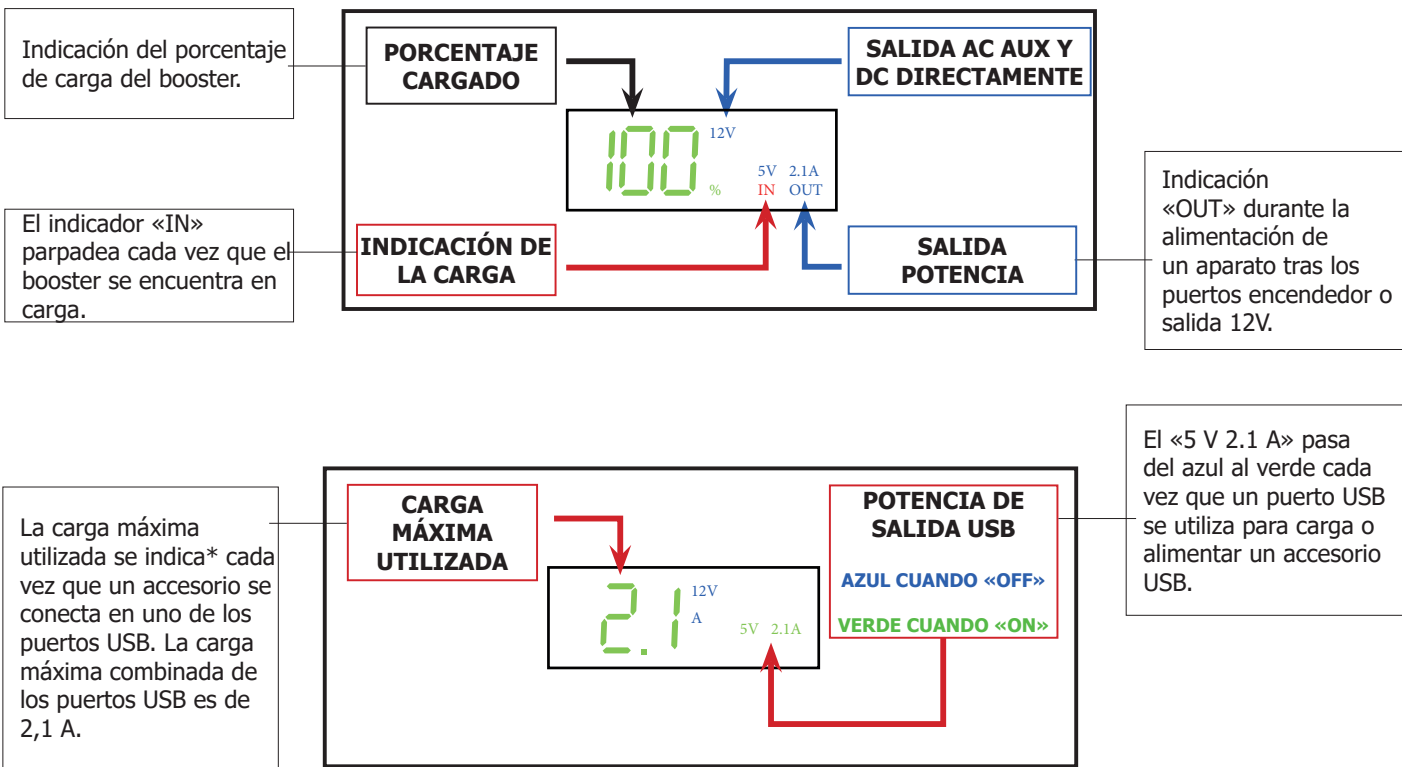 Indicación del porcentaje
de carga del booster.
PORCENTAJE
CARGADO
SALIDA AC AUX Y
DC DIRECTAMENTE
100
%
12V
5V 2.1A
IN OUT
El indicador «IN»
parpadea cada vez que el
booster se encuentra en
carga.
INDICACIÓN DE
LA CARGA
SALIDA
POTENCIA
Indicación
«OUT» durante la
alimentación de
un aparato tras los
puertos encendedor o
salida 12V.
La carga máxima
utilizada se indica* cada
vez que un accesorio se
conecta en uno de los
puertos USB. La carga
máxima combinada de
los puertos USB es de
2,1 A.
CARGA
MÁXIMA
UTILIZADA
2.1
12V
A
5V 2.1A
POTENCIA DE
SALIDA USB
AZUL CUANDO «OFF»
VERDE CUANDO «ON»
El «5 V 2.1 A» pasa
del azul al verde cada
vez que un puerto USB
se utiliza para carga o
alimentar un accesorio
USB.